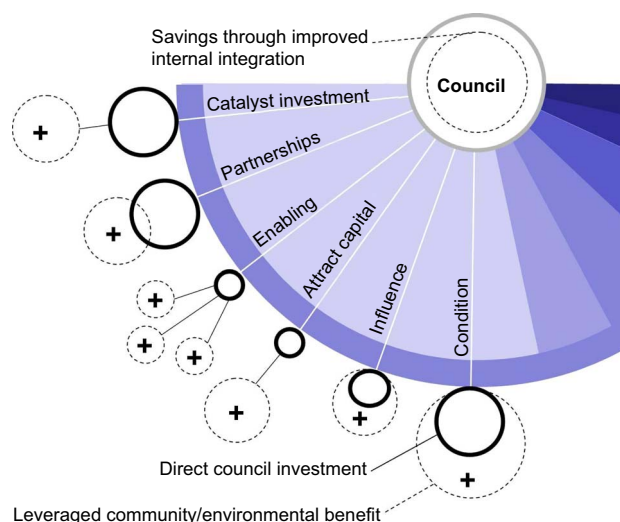 Savings through improved
internal integration
Council
Catalyst investment
Partnerships
Enabling
Attract capital
Influence
Condition
+
+
+
+
+
+
+
+
Direct council investment
Leveraged community/environmental benefit